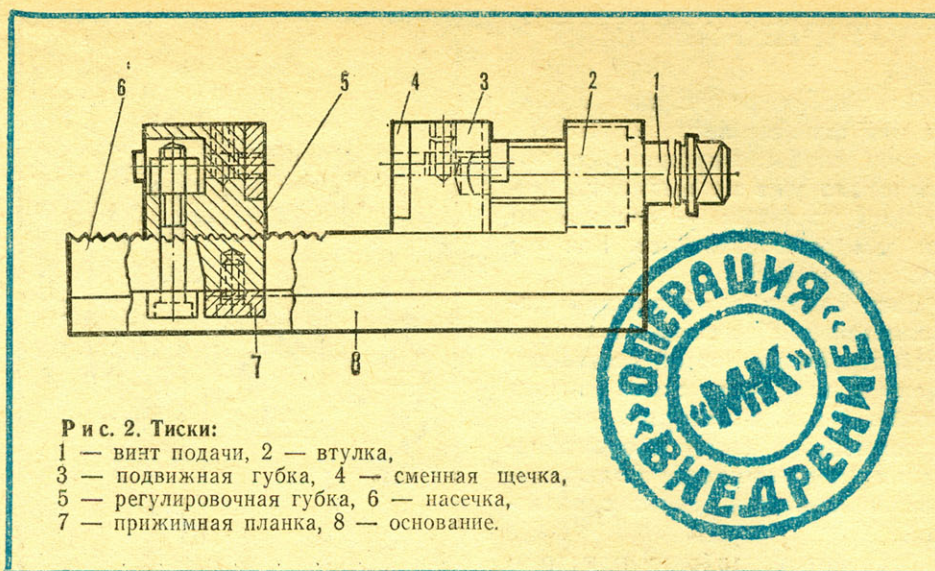 6 5 4 3 2 1
7 8
Рис. 2. Тиски:
1 — винт подачи, 2 — втулка,
3 — подвижная губка, 4 — сменная щечка,
5 — регулировочная губка, 6 — насечка,
7 — прижимная планка, 8 — основание.
«ОПЕРАЦИЯ»
«ВНЕДРЕНИЕ»
«М-К»